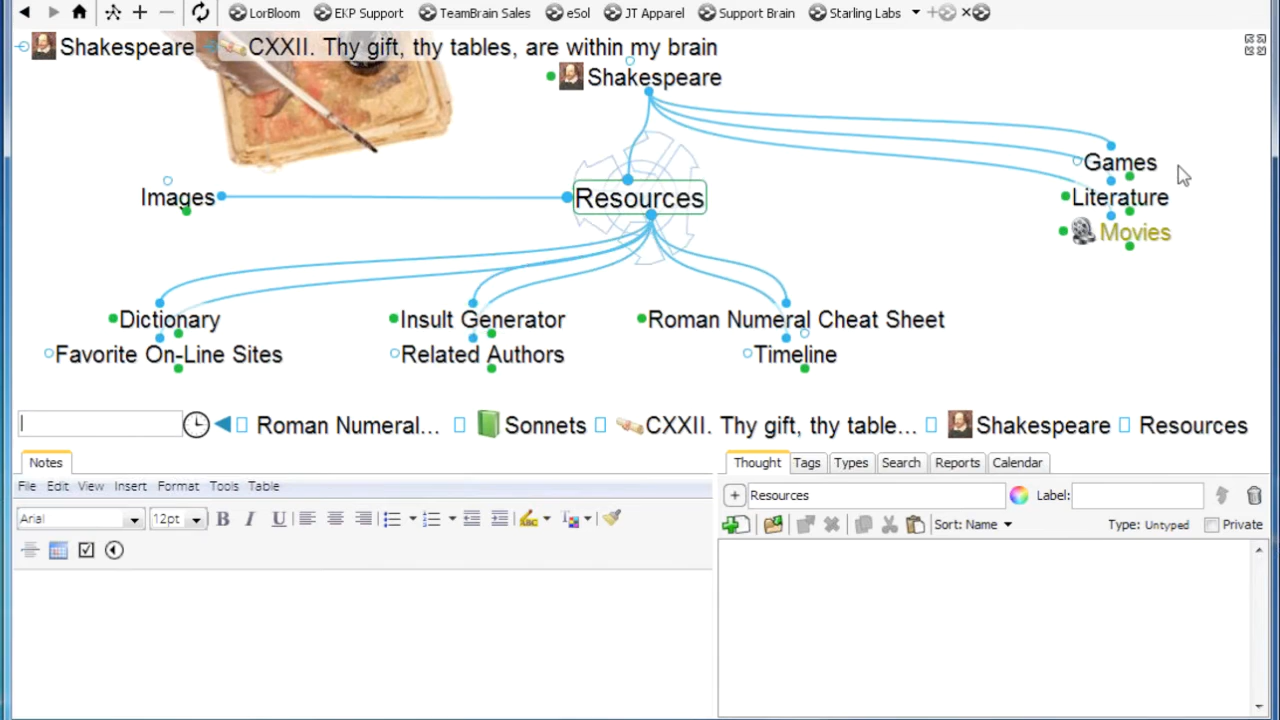 LorBloom EKP Support TeamBrain Sales eSol JT Apparel Support Brain Starling Labs
Shakespeare CXXII. Thy gift, thy tables, are within my brain
Shakespeare
Games
Images
Resources
Literature
Movies
Dictionary
Insult Generator
Roman Numeral Cheat Sheet
Favorite On-Line Sites
Related Authors
Timeline
Roman Numeral... Sonnets CXXII. Thy gift, thy table... Shakespeare Resources
Notes
Thought Tags Types Search Reports Calendar
File Edit View Insert Format Tools Table
Resources Label:
Arial 12pt B I U
Sort: Name Type: Untyped Private